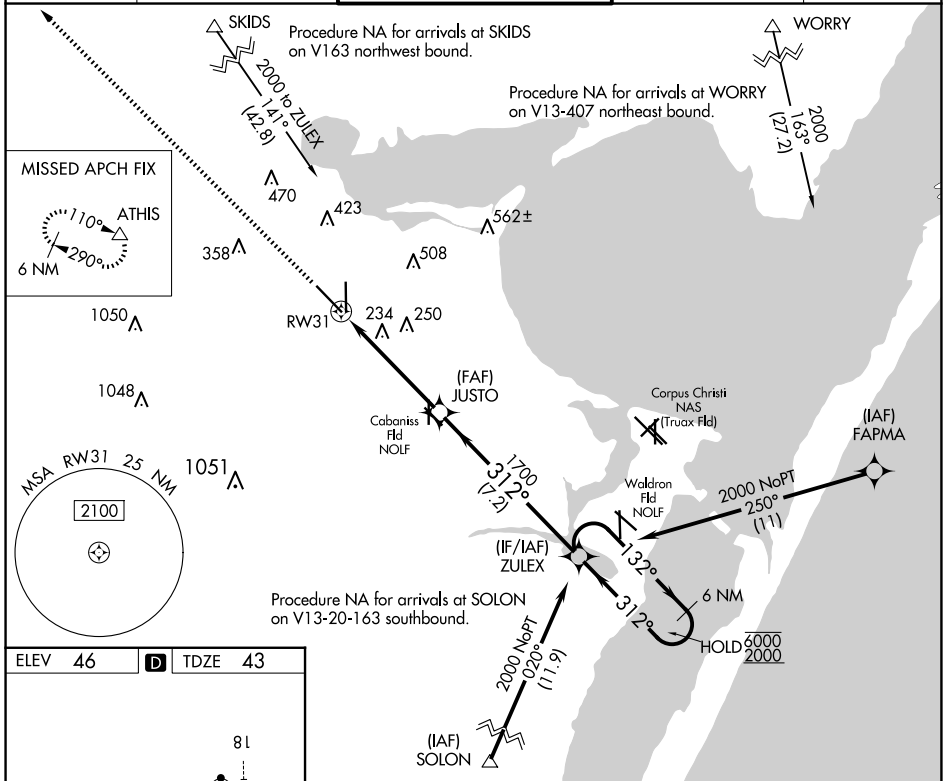 SKIDS
Procedure NA for arrivals at SKIDS
on V163 northwest bound.
2000 to ZULEX
141°
(42.8)
WORRY
Procedure NA for arrivals at WORRY
on V13-407 northeast bound.
2000
163°
(27.2)
MISSED APCH FIX
110°
ATHIS
290°
6 NM
470
423
562±
358
508
1050
RW31
234
250
1048
(FAF)
JUSTO
Cabaniss
Fld
NOLF
Corpus Christi
NAS
(Truax Fld)
(IAF)
FAPMA
MSA RW31 25 NM
2100
1051
1700
312°
(7.2)
Waldron
Fld
NOLF
2000 NoPT
250°
(11)
(IF/IAF)
ZULEX
132°
312°
6 NM
HOLD 6000
2000
Procedure NA for arrivals at SOLON
on V13-20-163 southbound.
2000 NoPT
020°
(11.9)
(IAF)
SOLON
ELEV 46
D
TDZE 43
18